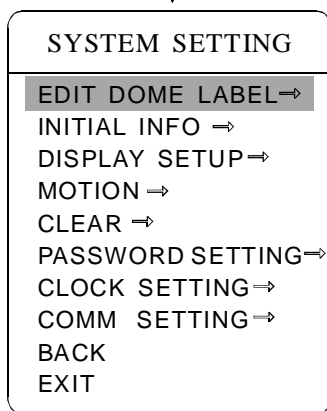 SYSTEM SETTING
EDIT DOME LABEL⇒
INITIAL INFO ⇒
DISPLAY SETUP⇒
MOTION ⇒
CLEAR ⇒
PASSWORD SETTING⇒
CLOCK SETTING⇒
COMM SETTING⇒
BACK
EXIT